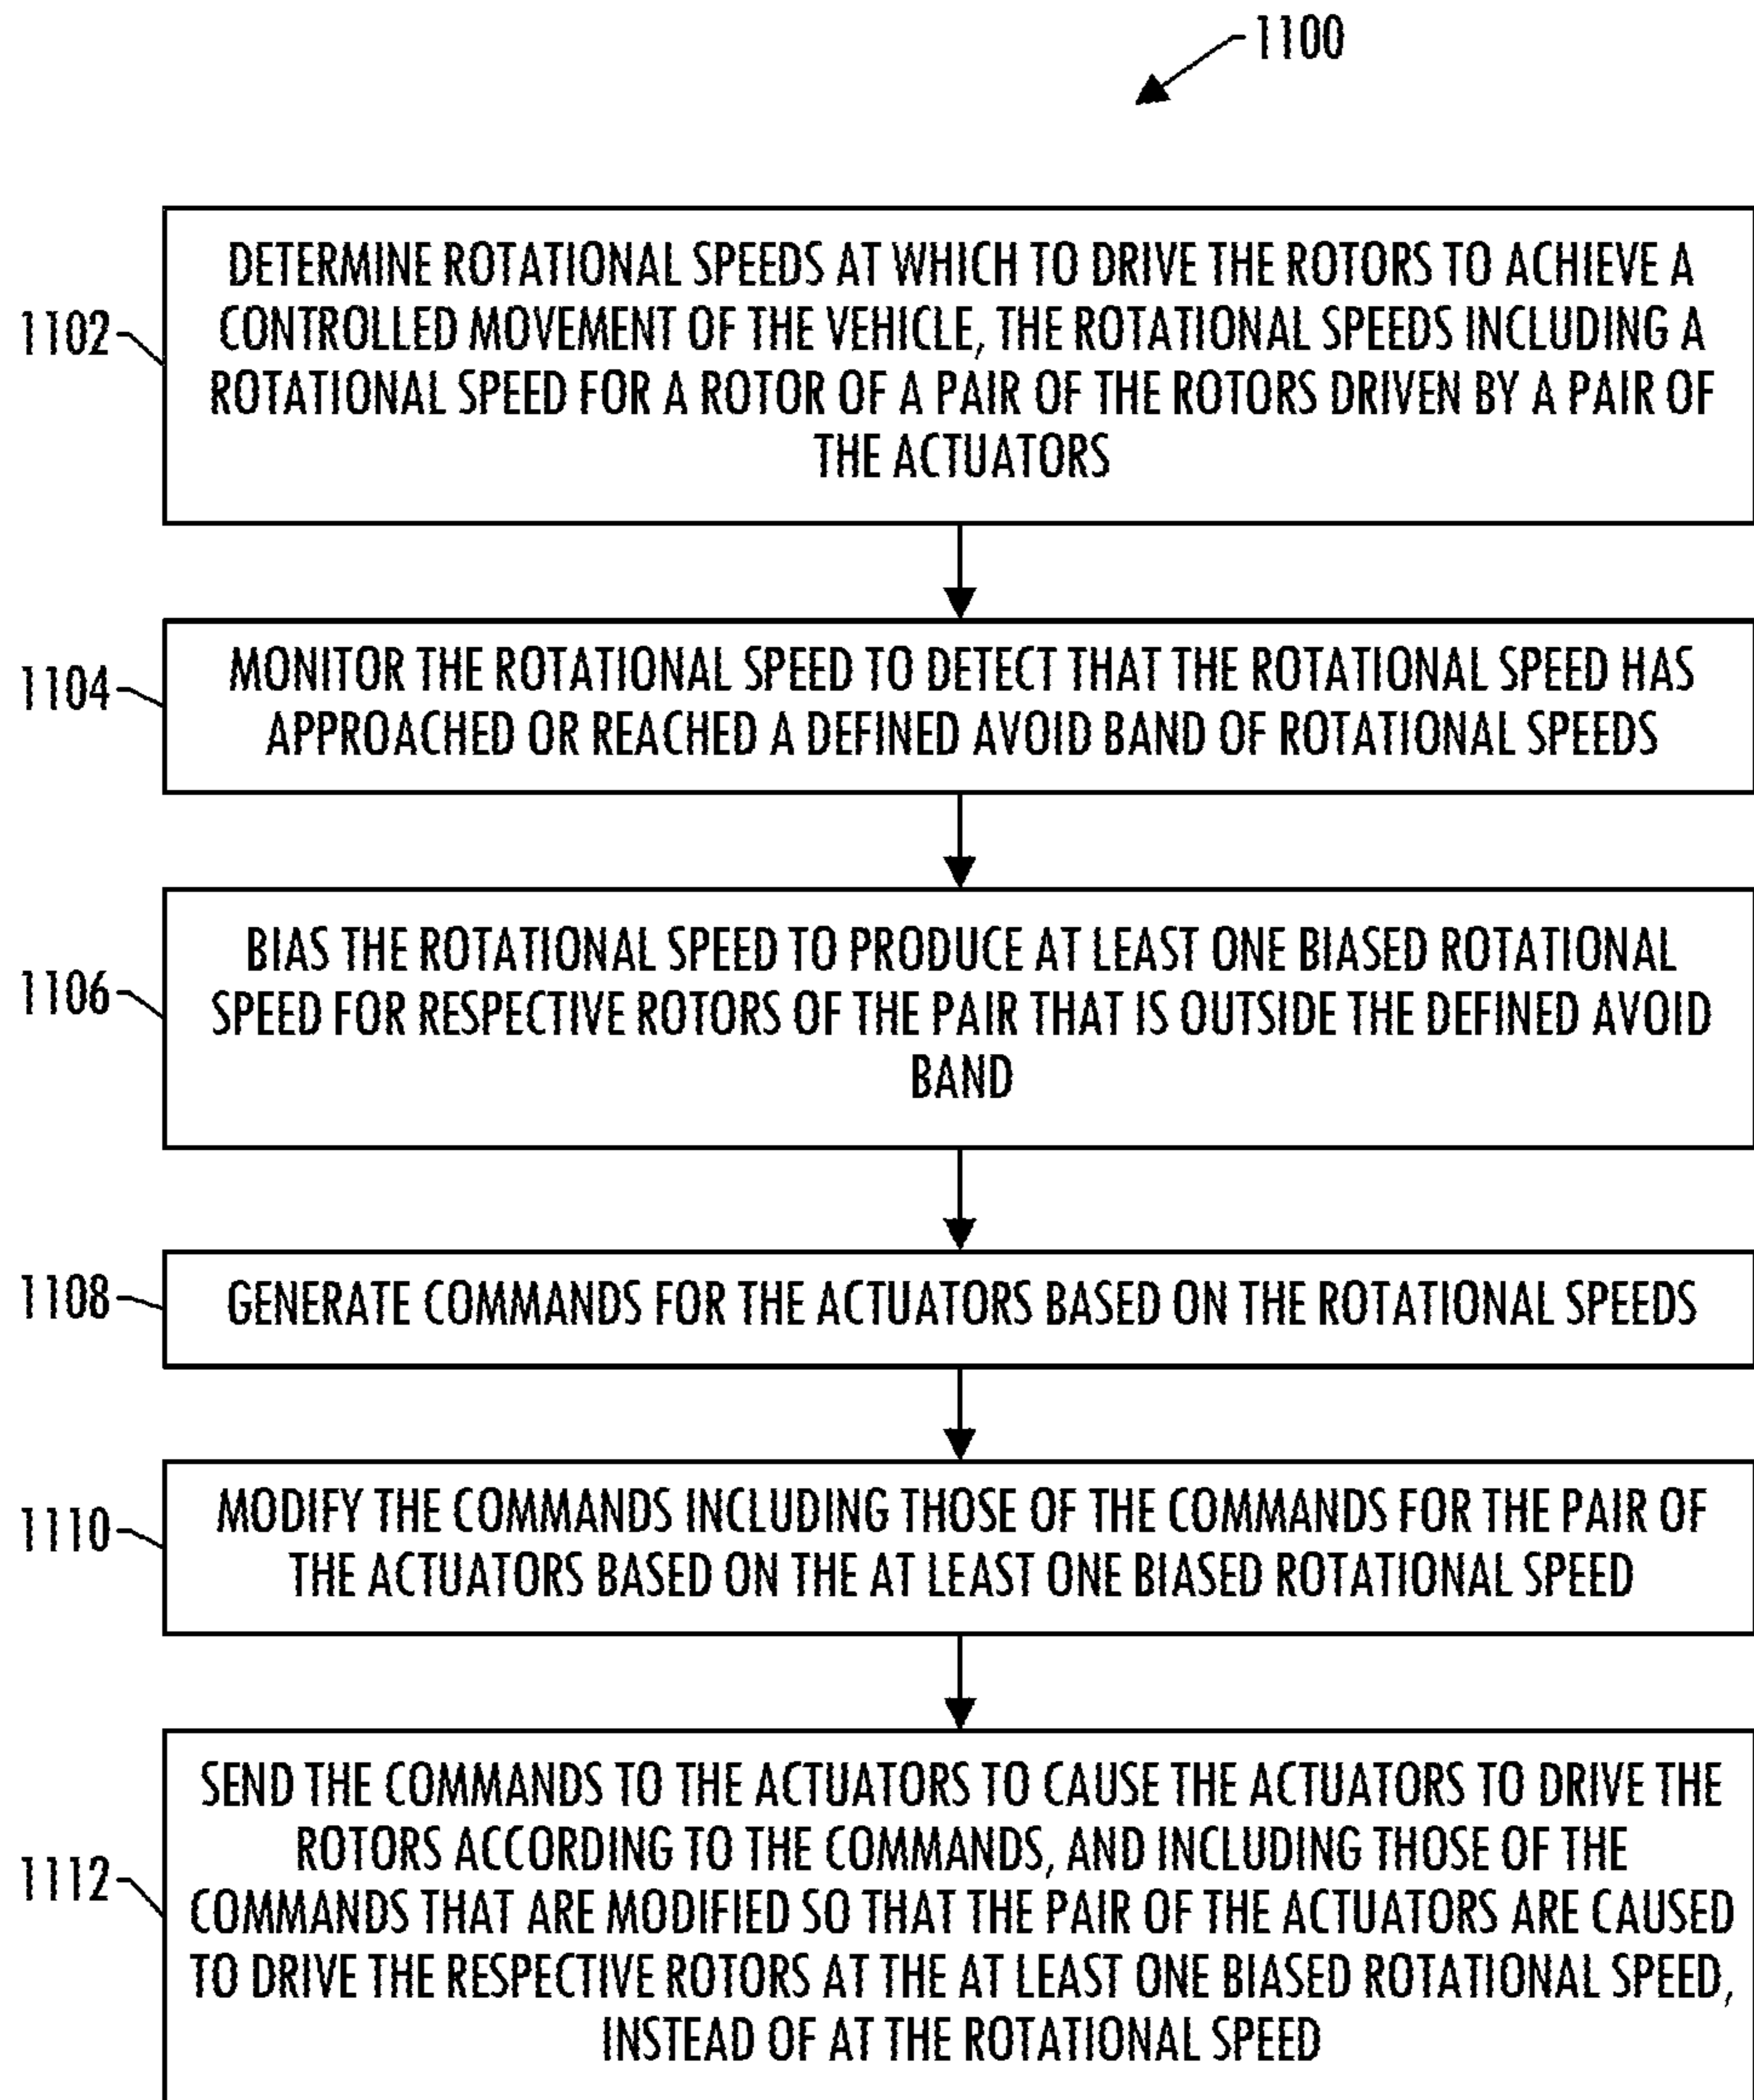 1100
1102
DETERMINE ROTATIONAL SPEEDS AT WHICH TO DRIVE THE ROTORS TO ACHIEVE A
CONTROLLED MOVEMENT OF THE VEHICLE, THE ROTATIONAL SPEEDS INCLUDING A
ROTATIONAL SPEED FOR A ROTOR OF A PAIR OF THE ROTORS DRIVEN BY A PAIR OF
THE ACTUATORS
1104
MONITOR THE ROTATIONAL SPEED TO DETECT THAT THE ROTATIONAL SPEED HAS
APPROACHED OR REACHED A DEFINED AVOID BAND OF ROTATIONAL SPEEDS
1106
BIAS THE ROTATIONAL SPEED TO PRODUCE AT LEAST ONE BIASED ROTATIONAL
SPEED FOR RESPECTIVE ROTORS OF THE PAIR THAT IS OUTSIDE THE DEFINED AVOID
BAND
1108
GENERATE COMMANDS FOR THE ACTUATORS BASED ON THE ROTATIONAL SPEEDS
1110
MODIFY THE COMMANDS INCLUDING THOSE OF THE COMMANDS FOR THE PAIR OF
THE ACTUATORS BASED ON THE AT LEAST ONE BIASED ROTATIONAL SPEED
1112
SEND THE COMMANDS TO THE ACTUATORS TO CAUSE THE ACTUATORS TO DRIVE THE
ROTORS ACCORDING TO THE COMMANDS, AND INCLUDING THOSE OF THE
COMMANDS THAT ARE MODIFIED SO THAT THE PAIR OF THE ACTUATORS ARE CAUSED
TO DRIVE THE RESPECTIVE ROTORS AT THE AT LEAST ONE BIASED ROTATIONAL SPEED,
INSTEAD OF AT THE ROTATIONAL SPEED